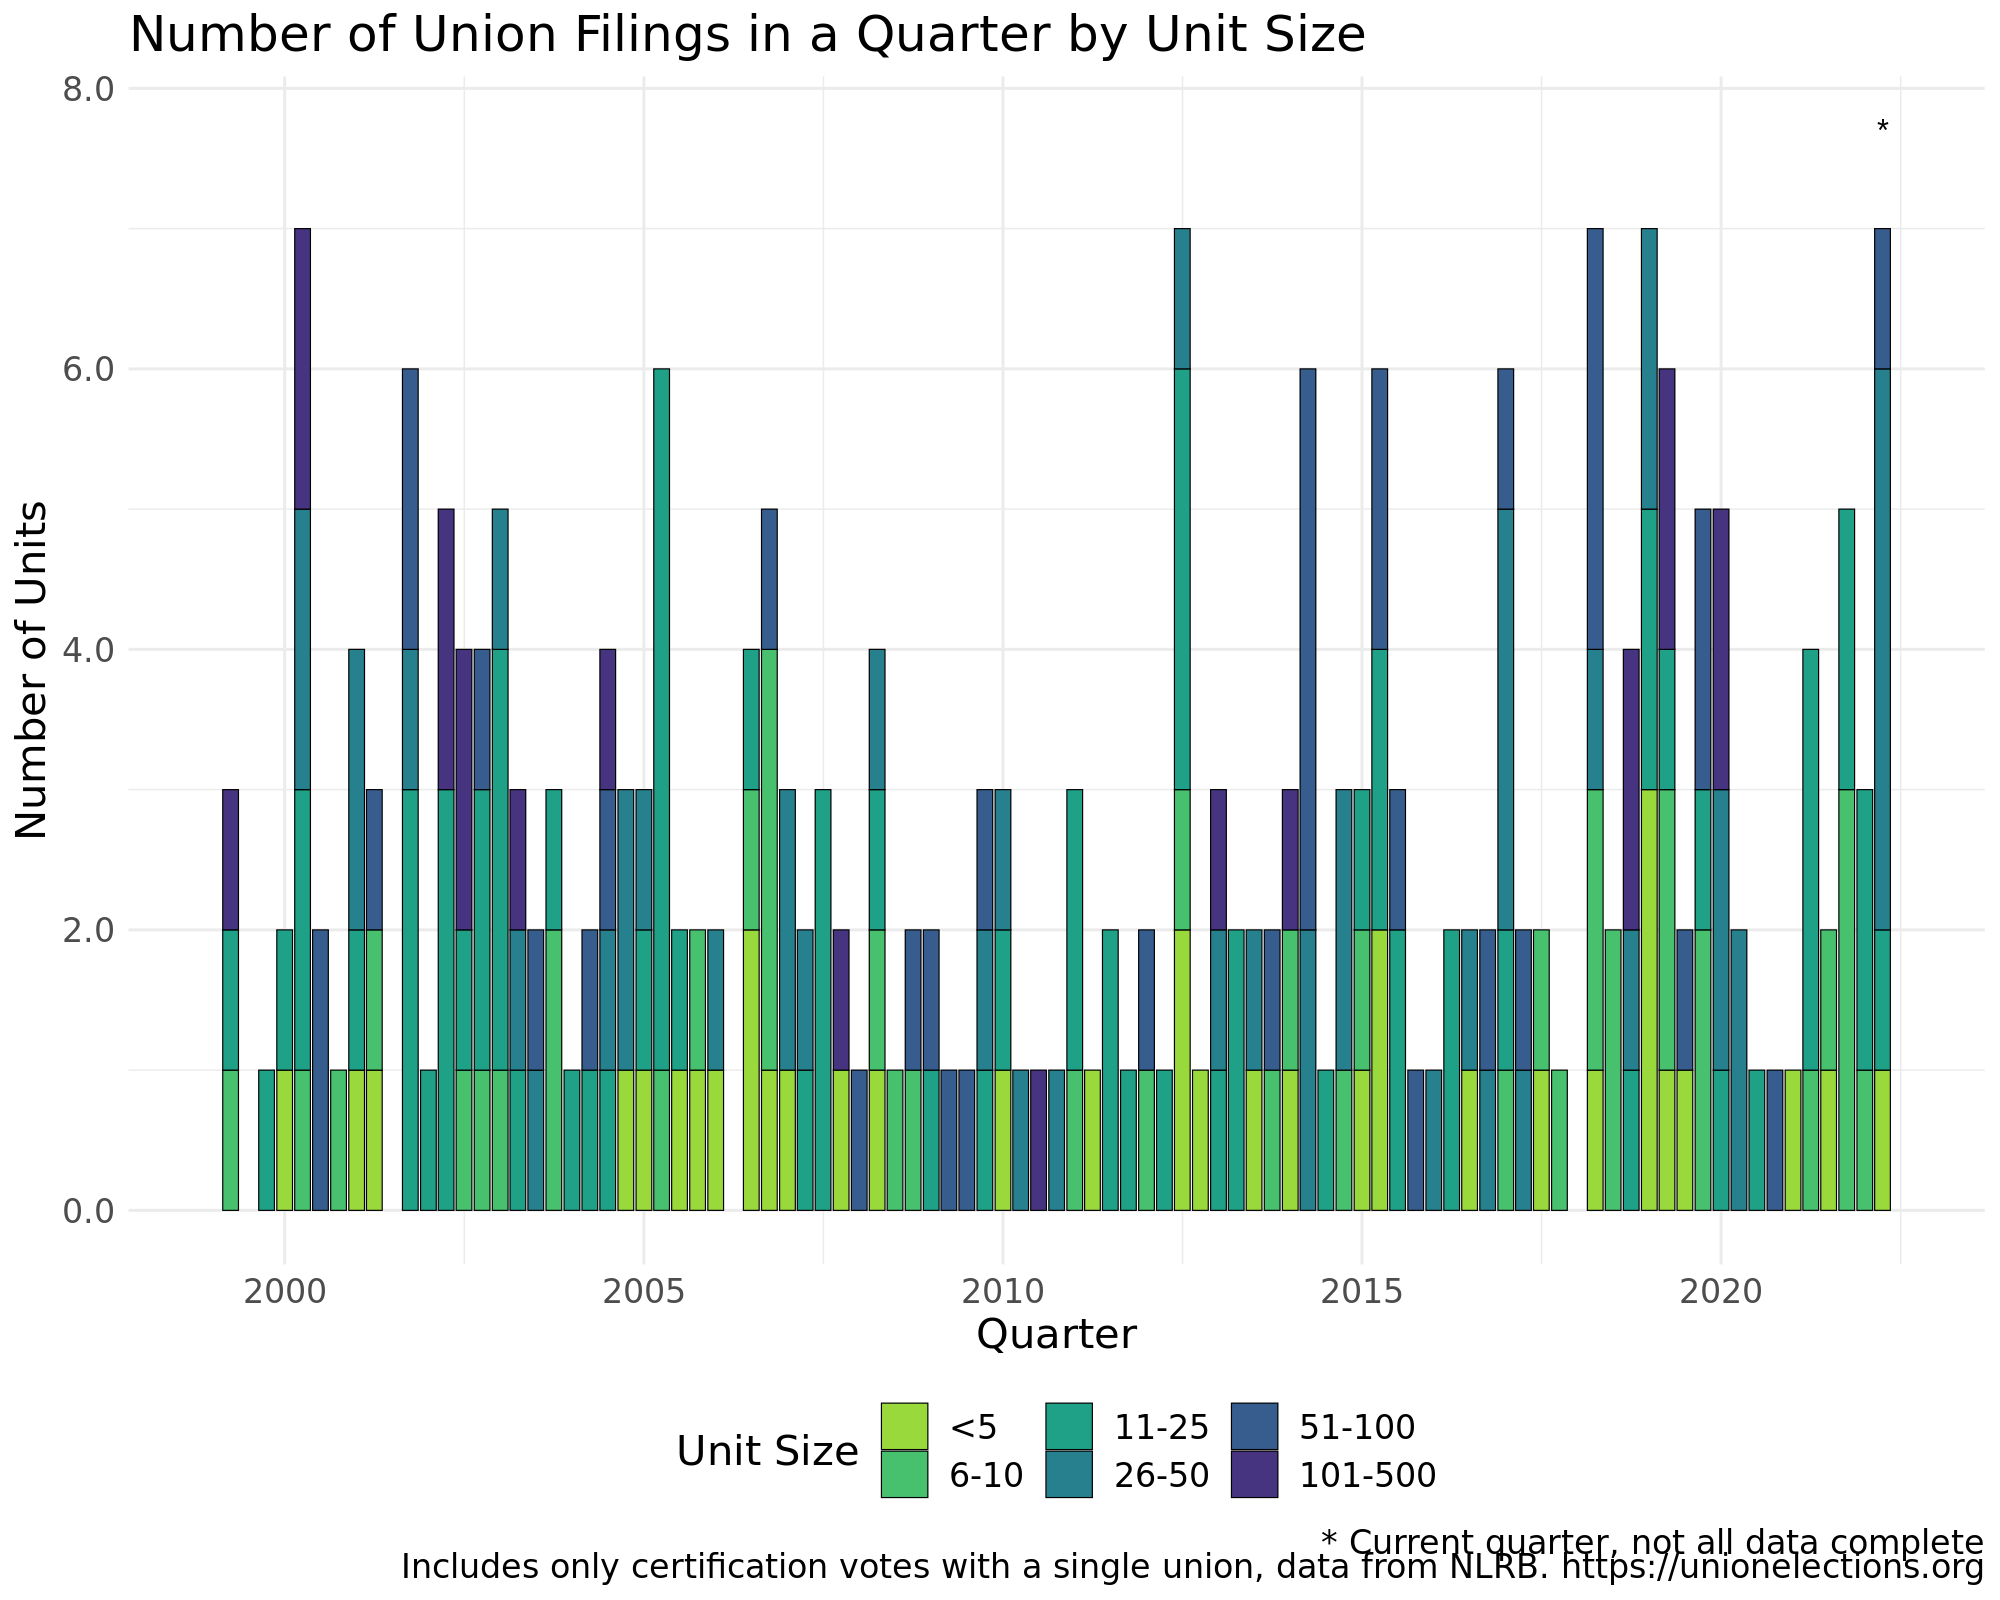 Number of Union Filings in a Quarter by Unit Size
8.0
*
6.0
4.0
2.0
0.0
Number of Units
2000 2005 2010 2015 2020
Quarter
Unit Size
<5 11-25 51-100
6-10 26-50 101-500
* Current quarter, not all data complete
Includes only certification votes with a single union, data from NLRB. https://unionelections.org